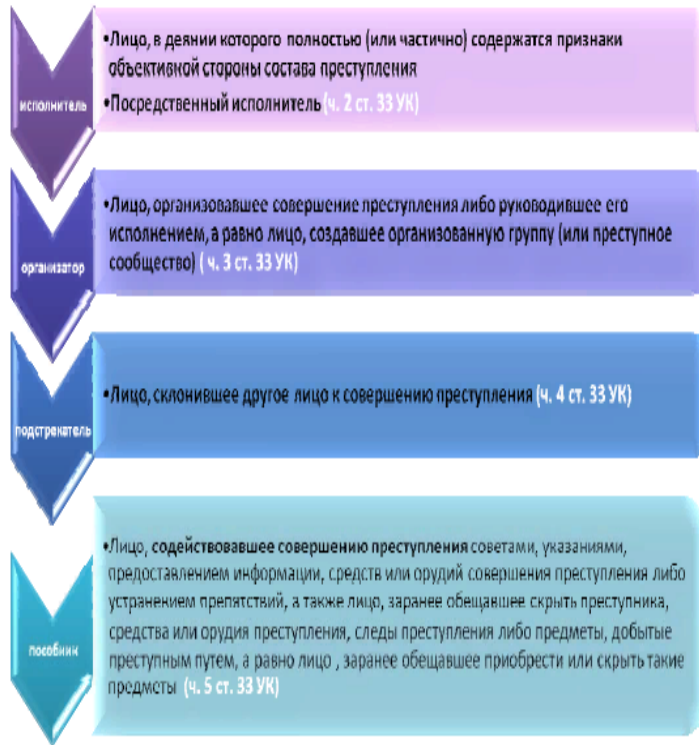 исполнитель
•Лицо, в деянии которого полностью (или частично) содержатся признаки
объективной стороны состава преступления
•Посредственный исполнитель (ч. 2 ст. 33 УК)
организатор
•Лицо, организовавшее совершение преступления либо руководившее его
исполнением, а равно лицо, создавшее организованную группу (или преступное
сообщество) ( ч. 3 ст. 33 УК)
подстрекатель
•Лицо, склонившее другое лицо к совершению преступления (ч. 4 ст. 33 УК)
пособник
•Лицо, содействовавшее совершению преступления советами, указаниями,
предоставлением информации, средств или орудий совершения преступления либо
устранением препятствий, а также лицо, заранее обещавшее скрыть преступника,
средства или орудия преступления, следы преступления либо предметы, добытые
преступным путем, а равно лицо , заранее обещавшее приобрести или скрыть такие
предметы (ч. 5 ст. 33 УК)